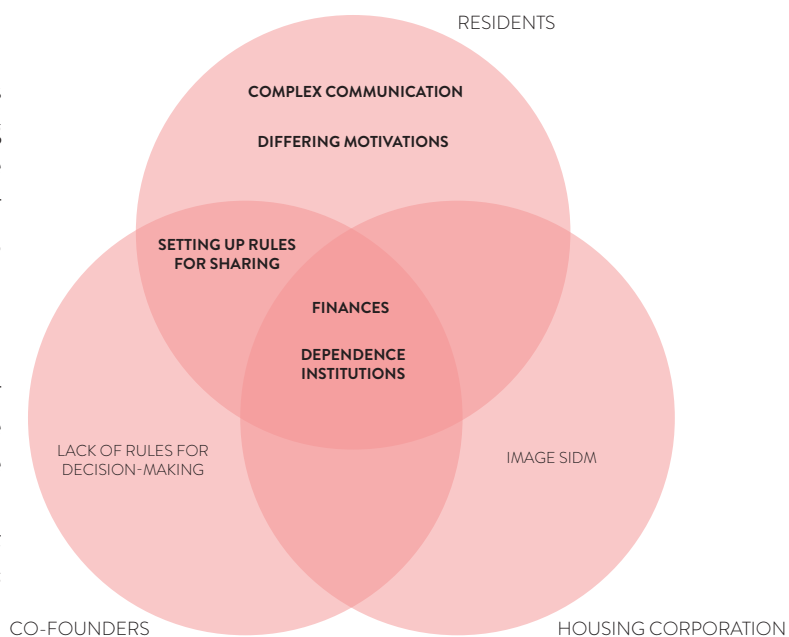 RESIDENTS
COMPLEX COMMUNICATION
DIFFERING MOTIVATIONS
SETTING UP RULES
FOR SHARING
FINANCES
DEPENDENCE
INSTITUTIONS
LACK OF RULES FOR
DECISION-MAKING
IMAGE SIDM
CO-FOUNDERS
HOUSING CORPORATION